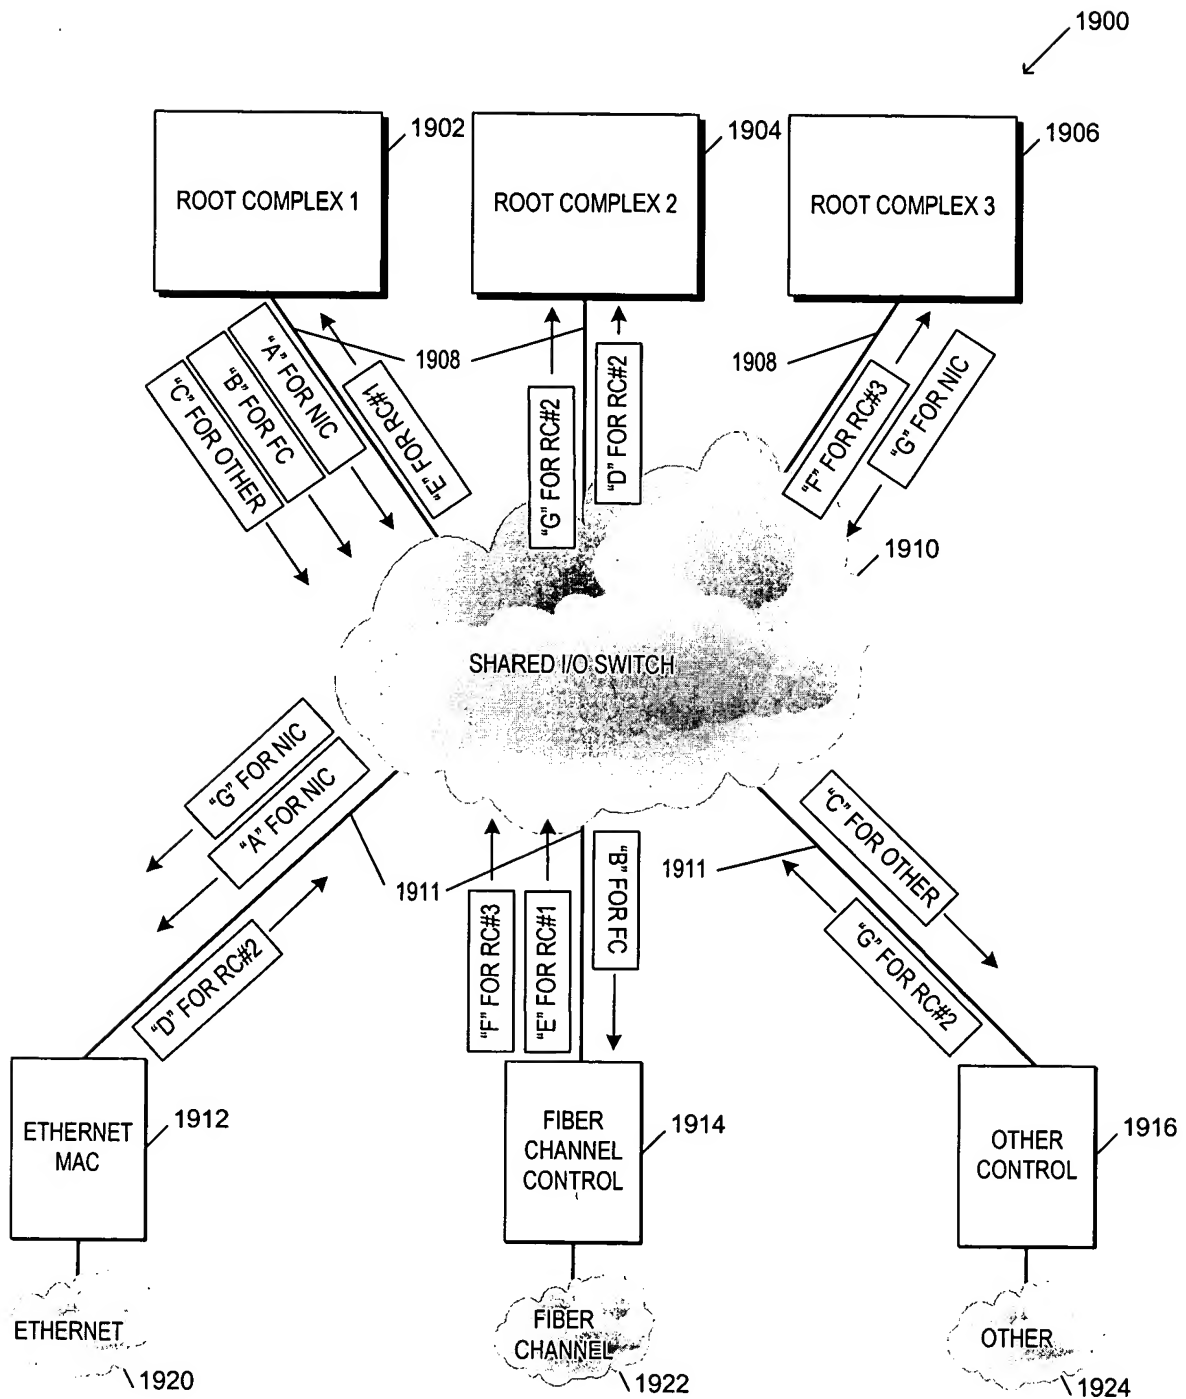 1900
1902
1904
1906
ROOT COMPLEX 1
ROOT COMPLEX 2
ROOT COMPLEX 3
1908
1908
"C" FOR OTHER
"B" FOR FC
"A" FOR NIC
"E" FOR RC#1
"G" FOR RC#2
"D" FOR RC#2
"F" FOR RC#3
"G" FOR NIC
1910
SHARED I/O SWITCH
"G" FOR NIC
"A" FOR NIC
"D" FOR RC#2
1911
"F" FOR RC#3
"E" FOR RC#1
"B" FOR FC
1911
"C" FOR OTHER
"G" FOR RC#2
ETHERNET
MAC
1912
FIBER
CHANNEL
CONTROL
1914
OTHER
CONTROL
1916
ETHERNET
1920
FIBER
CHANNEL
1922
OTHER
1924